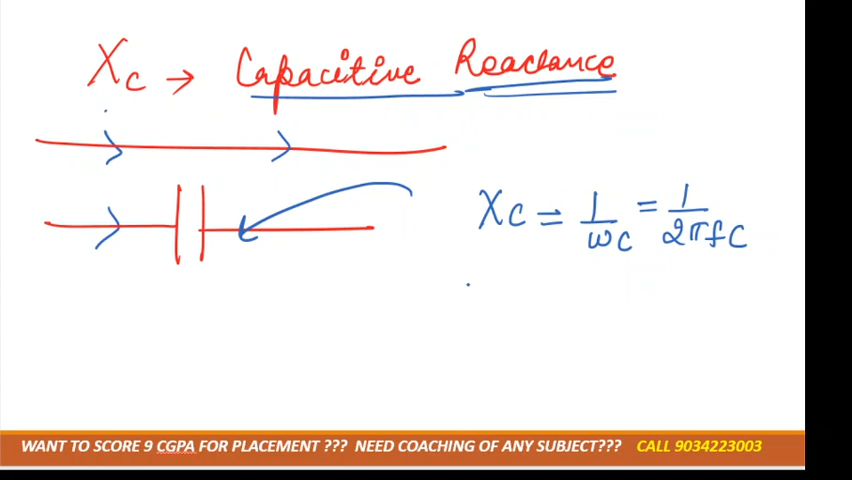 Xc → Capacitive Reactance
Xc = 1/ωc = 1/2πfC
WANT TO SCORE 9 CGPA FOR PLACEMENT ??? NEED COACHING OF ANY SUBJECT??? CALL 9034223003